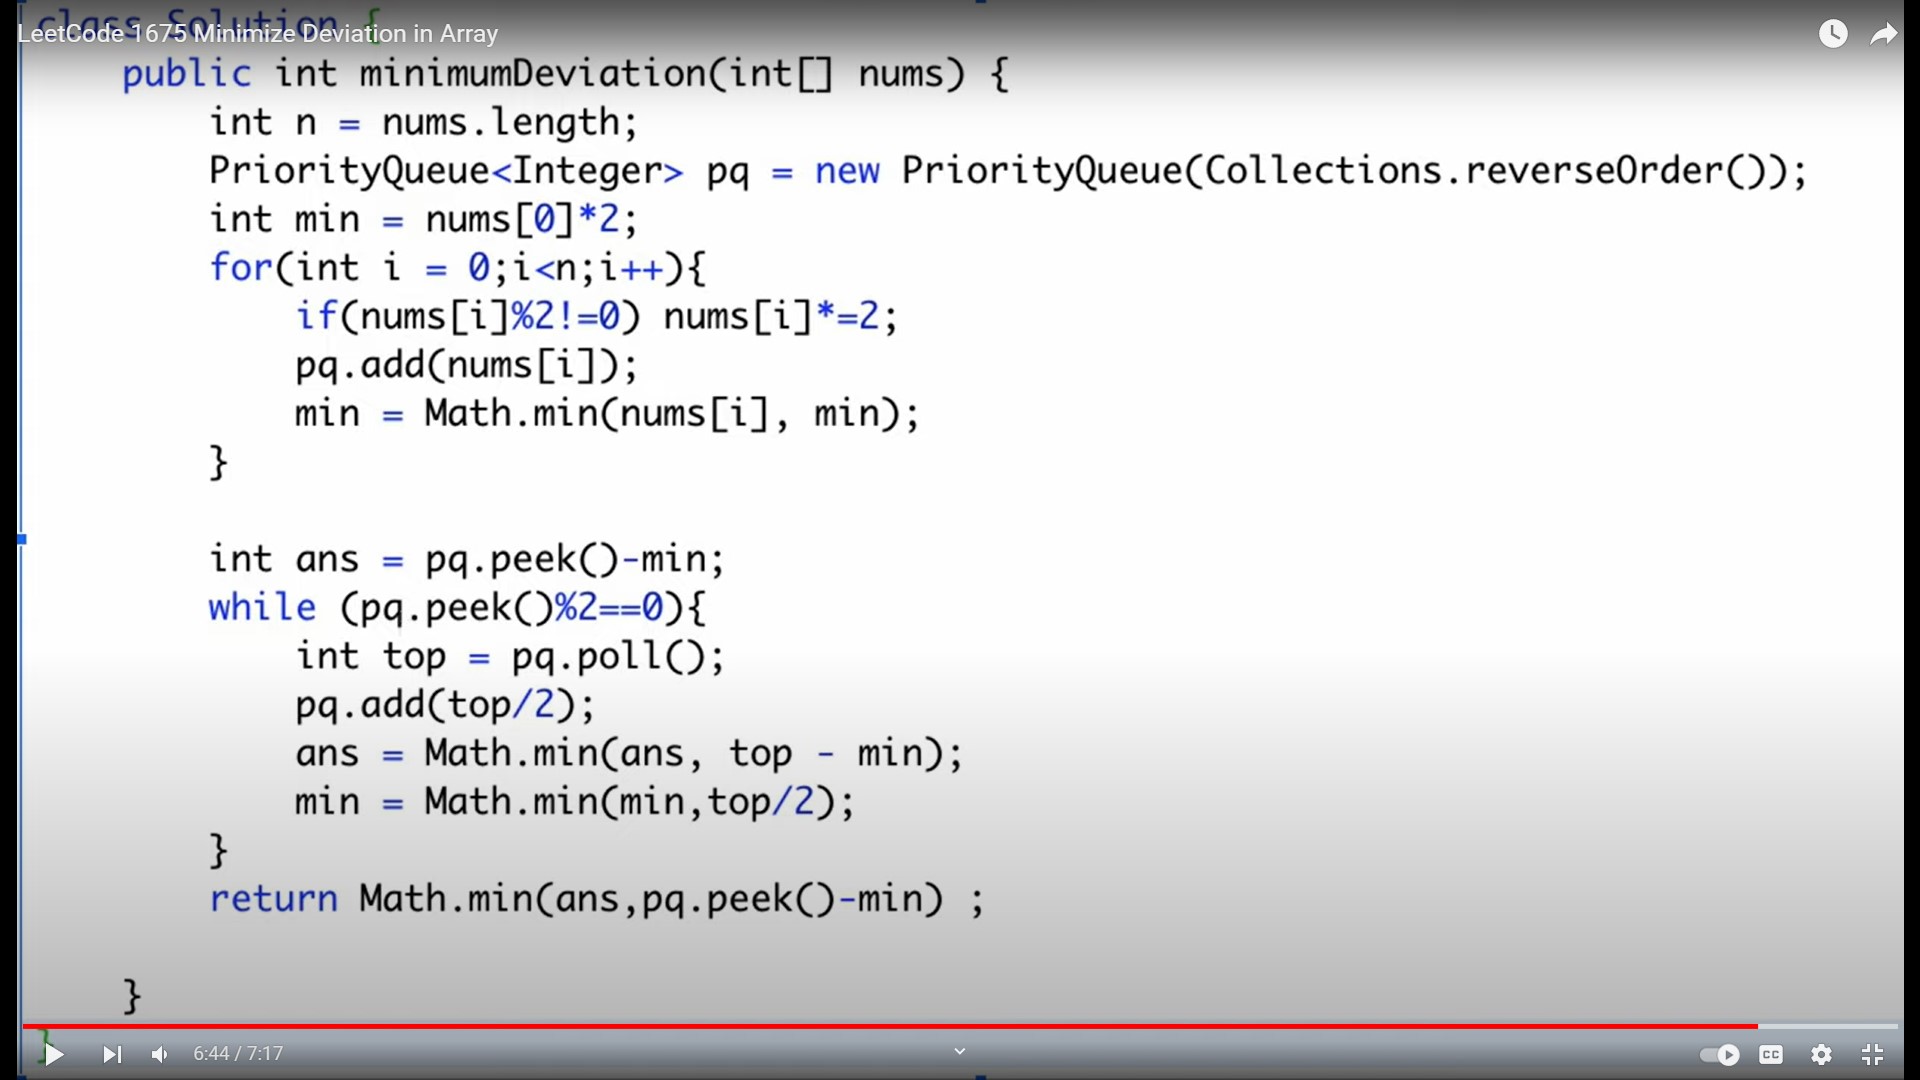 class Solution {
LeetCode 1675 Minimize Deviation in Array
public int minimumDeviation(int[] nums) {
int n = nums.length;
PriorityQueue<Integer> pq = new PriorityQueue(Collections.reverseOrder());
int min = nums[0]*2;
for(int i = 0;i<n;i++){
if(nums[i]%2!=0) nums[i]*=2;
pq.add(nums[i]);
min = Math.min(nums[i], min);
}
int ans = pq.peek()-min;
while (pq.peek()%2==0){
int top = pq.poll();
pq.add(top/2);
ans = Math.min(ans, top - min);
min = Math.min(min,top/2);
}
return Math.min(ans,pq.peek()-min) ;
}
}
6:44 / 7:17
CC